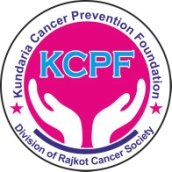 Kundaria Cancer Prevention Foundation
KCPF
Division of Rajkot Cancer Society